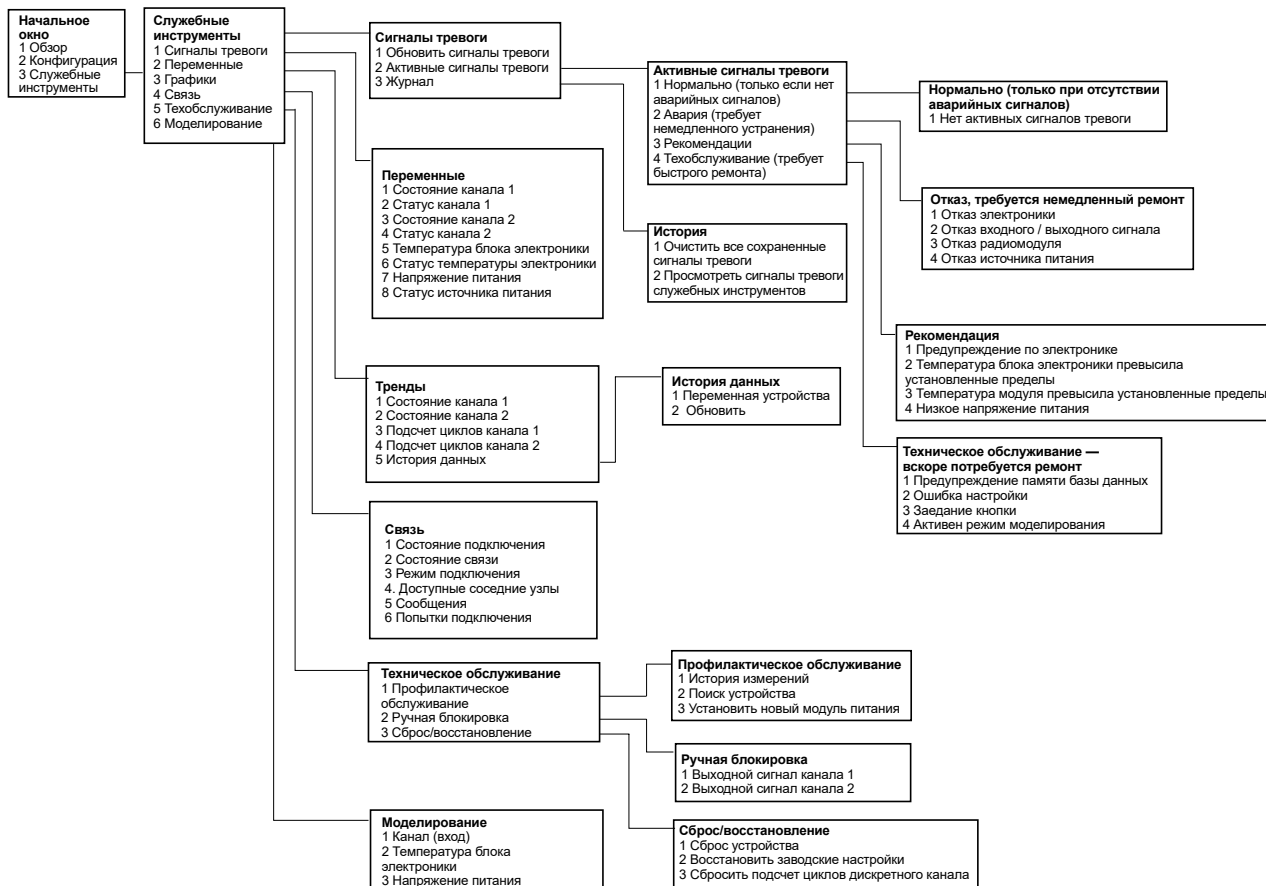 Начальное
окно
1 Обзор
2 Конфигурация
3 Служебные
инструменты
Служебные
инструменты
1 Сигналы тревоги
2 Переменные
3 Графики
4 Связь
5 Техобслуживание
6 Моделирование
Сигналы тревоги
1 Обновить сигналы тревоги
2 Активные сигналы тревоги
3 Журнал
Активные сигналы тревоги
1 Нормально (только если нет
аварийных сигналов)
2 Авария (требует
немедленного устранения)
3 Рекомендации
4 Техобслуживание (требует
быстрого ремонта)
Нормально (только при отсутствии
аварийных сигналов)
1 Нет активных сигналов тревоги
Переменные
1 Состояние канала 1
2 Статус канала 1
3 Состояние канала 2
4 Статус канала 2
5 Температура блока электроники
6 Статус температуры электроники
7 Напряжение питания
8 Статус источника питания
История
1 Очистить все сохраненные
сигналы тревоги
2 Просмотреть сигналы тревоги
служебных инструментов
Отказ, требуется немедленный ремонт
1 Отказ электроники
2 Отказ входного / выходного сигнала
3 Отказ радиомодуля
4 Отказ источника питания
Рекомендация
1 Предупреждение по электронике
2 Температура блока электроники превысила
установленные пределы
3 Температура модуля превысила установленные пределы
4 Низкое напряжение питания
Тренды
1 Состояние канала 1
2 Состояние канала 2
3 Подсчет циклов канала 1
4 Подсчет циклов канала 2
5 История данных
История данных
1 Переменная устройства
2 Обновить
Техническое обслуживание —
вскоре потребуется ремонт
1 Предупреждение памяти базы данных
2 Ошибка настройки
3 Заедание кнопки
4 Активен режим моделирования
Связь
1 Состояние подключения
2 Состояние связи
3 Режим подключения
4. Доступные соседние узлы
5 Сообщения
6 Попытки подключения
Техническое обслуживание
1 Профилактическое
обслуживание
2 Ручная блокировка
3 Сброс/восстановление
Профилактическое обслуживание
1 История измерений
2 Поиск устройства
3 Установить новый модуль питания
Ручная блокировка
1 Выходной сигнал канала 1
2 Выходной сигнал канала 2
Моделирование
1 Канал (вход)
2 Температура блока
электроники
3 Напряжение питания
Сброс/восстановление
1 Сброс устройства
2 Восстановить заводские настройки
3 Сбросить подсчет циклов дискретного канала